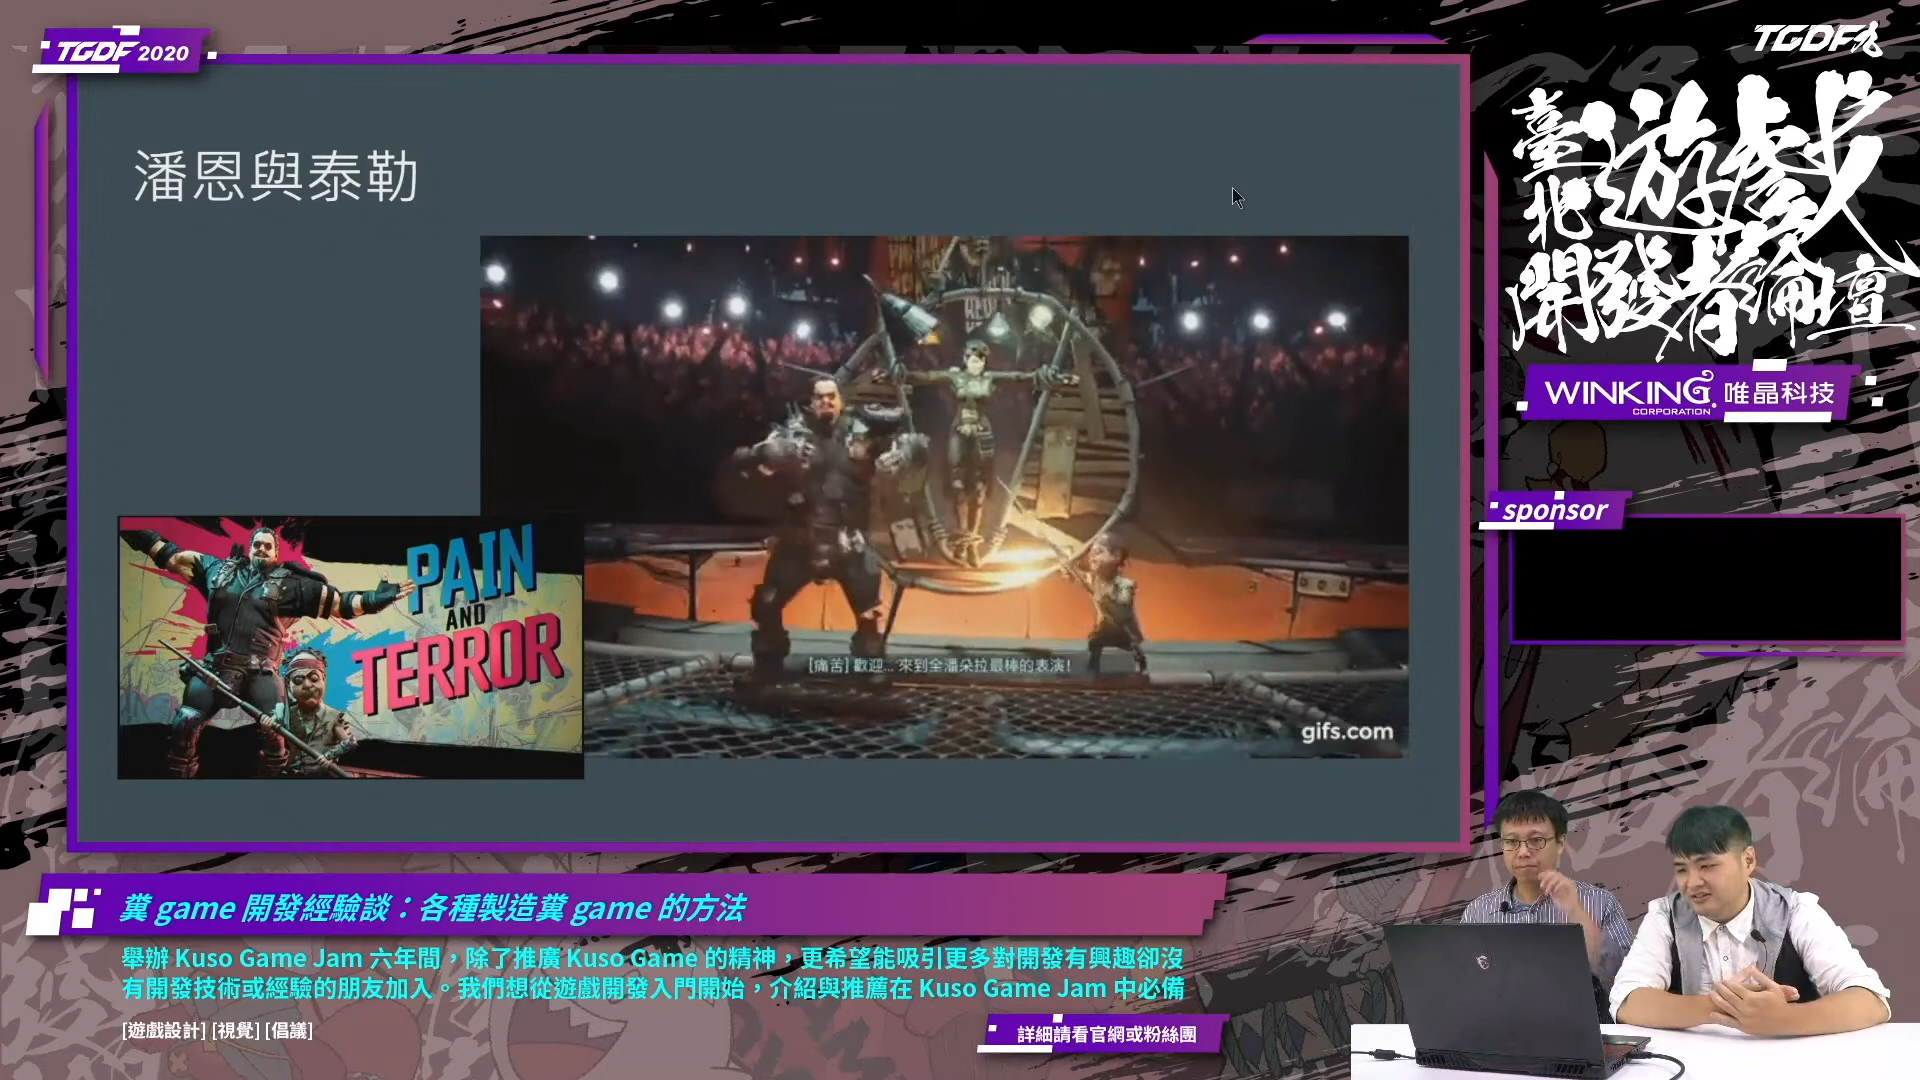 TGDF 2020
TGDF
臺北遊戲開發者論壇
WINKING CORPORATION 唯晶科技
sponsor
潘恩與泰勒
PAIN
AND
TERROR
[痛苦] 歡迎... 來到全潘朵拉最棒的表演!
gifs.com
糞 game 開發經驗談：各種製造糞 game 的方法
舉辦 Kuso Game Jam 六年間，除了推廣 Kuso Game 的精神，更希望能吸引更多對開發有興趣卻沒
有開發技術或經驗的朋友加入。我們想從遊戲開發入門開始，介紹與推薦在 Kuso Game Jam 中必備
[遊戲設計] [視覺] [倡議]
詳細請看官網或粉絲團